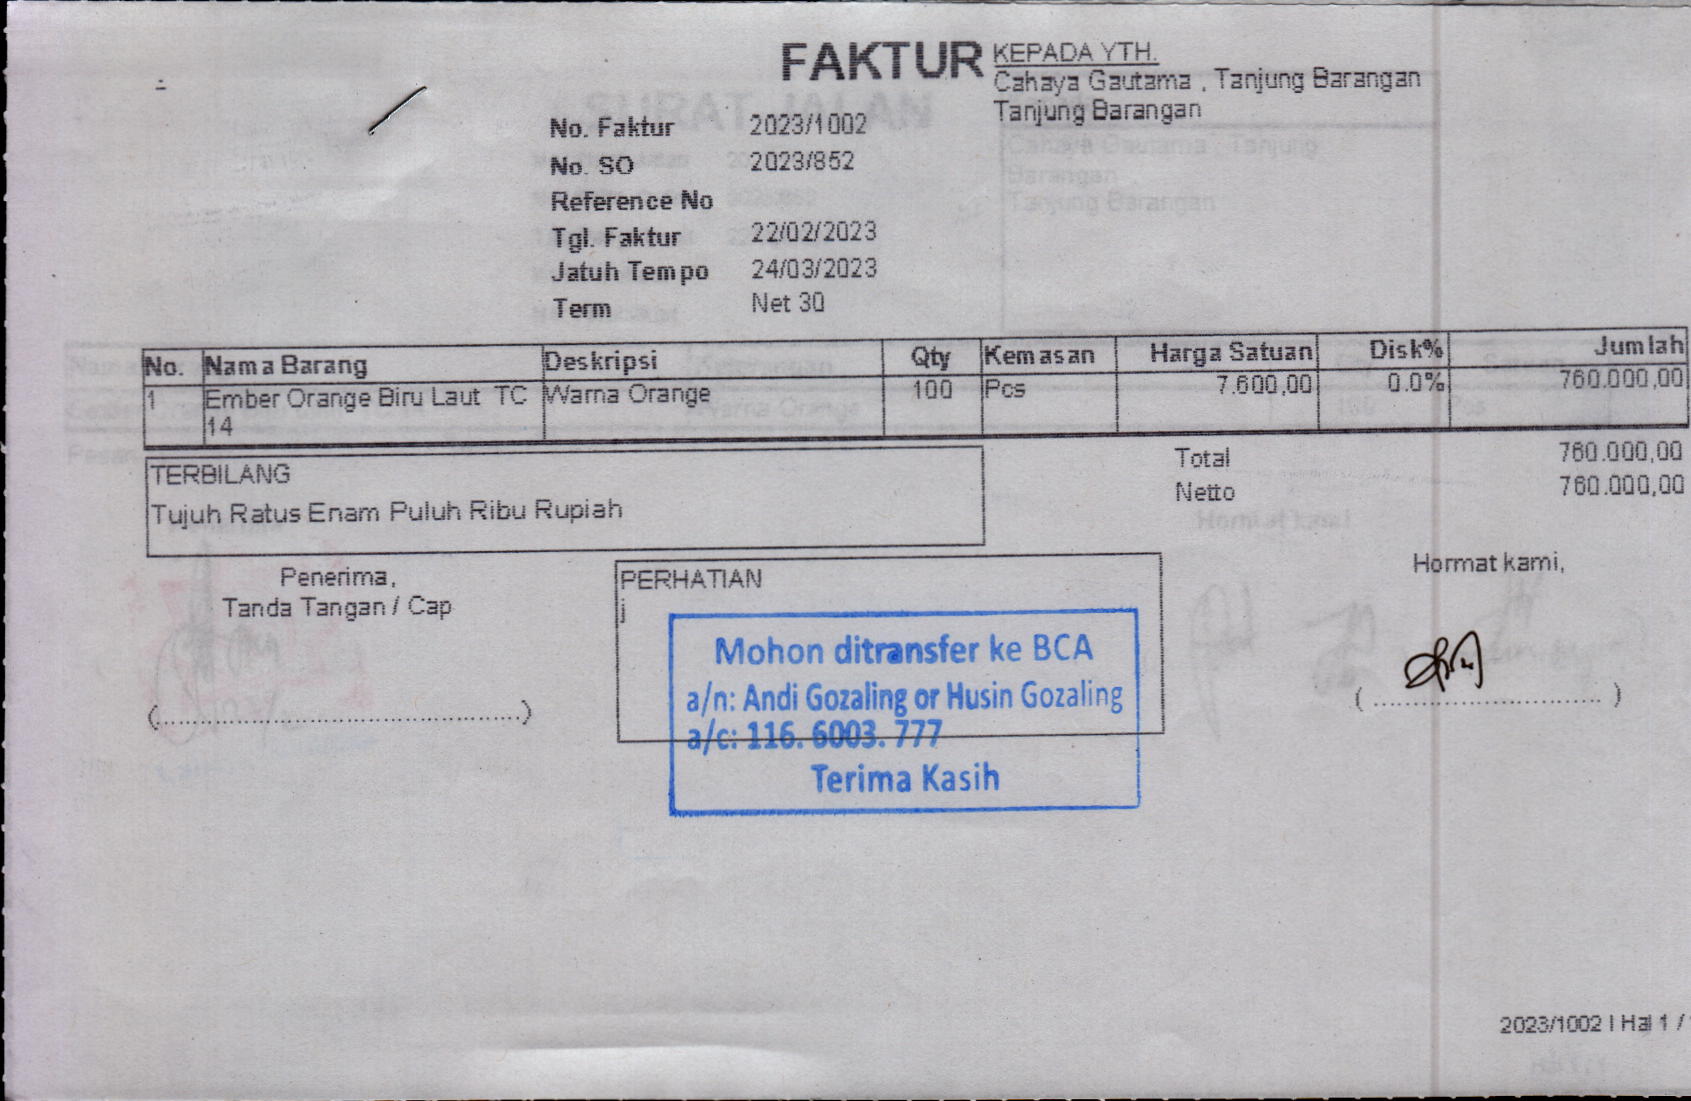 FAKTUR
KEPADA YTH.
Cahaya Gautama , Tanjung Barangan
Tanjung Barangan
No. Faktur 2023/1002
No. SO 2023/852
Reference No
Tgl. Faktur 22/02/2023
Jatuh Tempo 24/03/2023
Term Net 30
No. Nama Barang Deskripsi Qty Kemasan Harga Satuan Disk% Jumlah
1 Ember Orange Biru Laut TC Warna Orange 100 Pcs 7.600,00 0.0% 760.000,00
14
TERBILANG
Tujuh Ratus Enam Puluh Ribu Rupiah
Total 760.000,00
Netto 760.000,00
Penerima,
Tanda Tangan / Cap
(..........................................)
PERHATIAN
j
Mohon ditransfer ke BCA
a/n: Andi Gozaling or Husin Gozaling
a/c: 116. 6003. 777
Terima Kasih
Hormat kami,
( ............................ )
2023/1002 | Hal 1 /